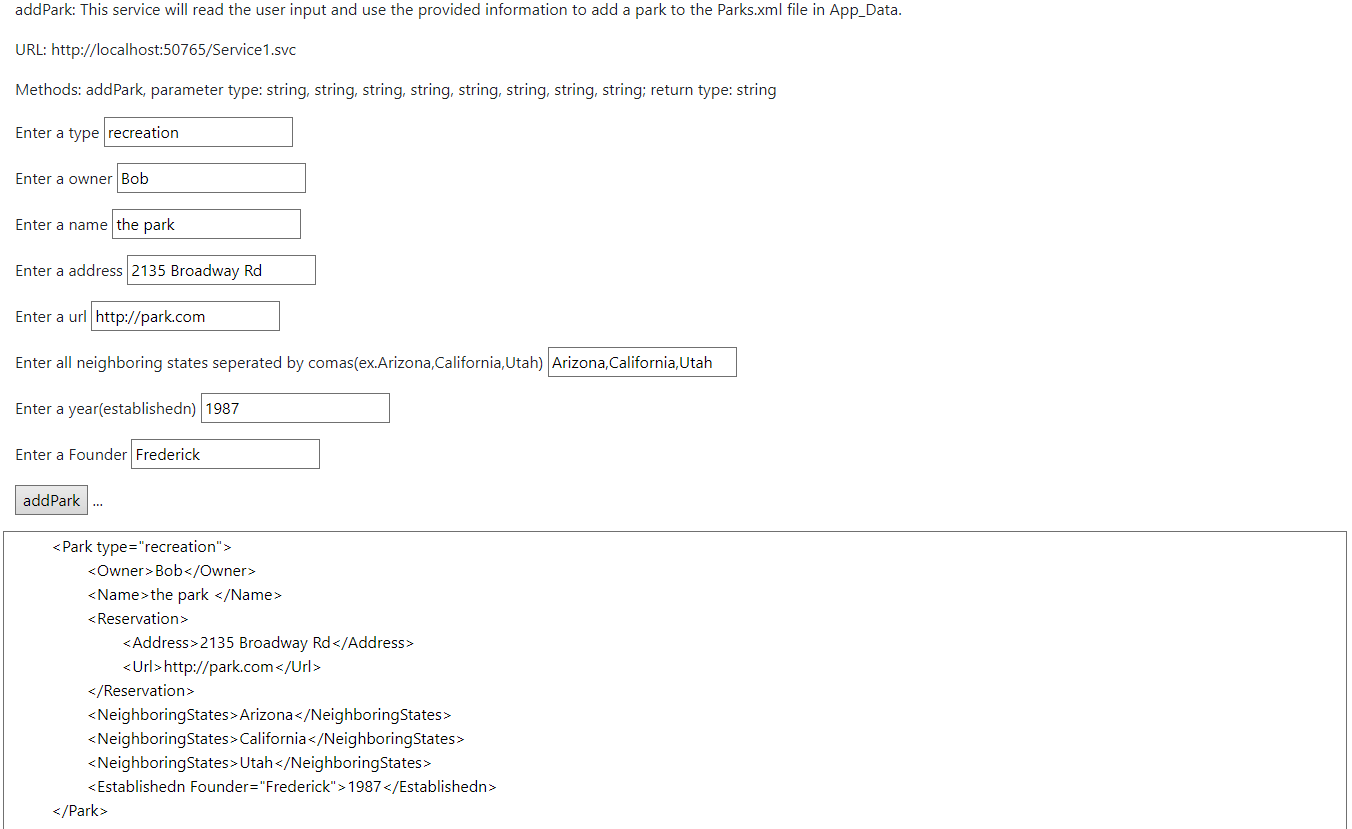 addPark: This service will read the user input and use the provided information to add a park to the Parks.xml file in App_Data.
URL: http://localhost:50765/Service1.svc
Methods: addPark, parameter type: string, string, string, string, string, string, string, string; return type: string
Enter a type recreation
Enter a owner Bob
Enter a name the park
Enter a address 2135 Broadway Rd
Enter a url http://park.com
Enter all neighboring states seperated by comas(ex.Arizona,California,Utah) Arizona,California,Utah
Enter a year(establishedn) 1987
Enter a Founder Frederick
addPark ...
<Park type="recreation">
<Owner>Bob</Owner>
<Name>the park </Name>
<Reservation>
<Address>2135 Broadway Rd</Address>
<Url>http://park.com</Url>
</Reservation>
<NeighboringStates>Arizona</NeighboringStates>
<NeighboringStates>California</NeighboringStates>
<NeighboringStates>Utah</NeighboringStates>
<Establishedn Founder="Frederick">1987</Establishedn>
</Park>